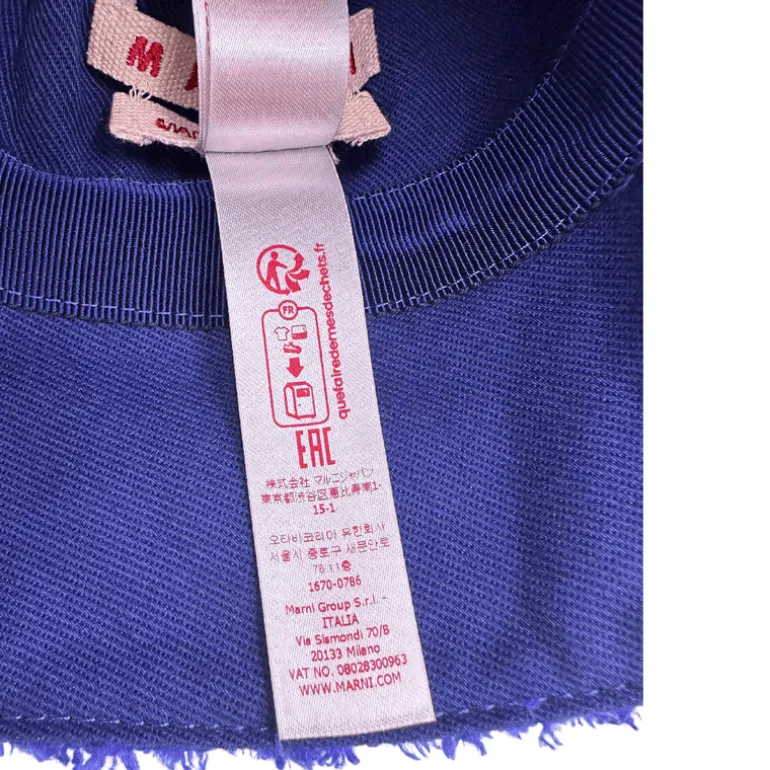 M
quefairedemesdechets.fr
FR
EAC
株式会社 マルニジャパン
東京都渋谷区恵比寿南1-
15-1
오타비코리아 유한회사
서울시 종로구 새문안로
76 11층
1670-0786
Marni Group S.r.l. -
ITALIA
Via Sismondi 70/B
20133 Milano
VAT NO. 08028300963
WWW.MARNI.COM